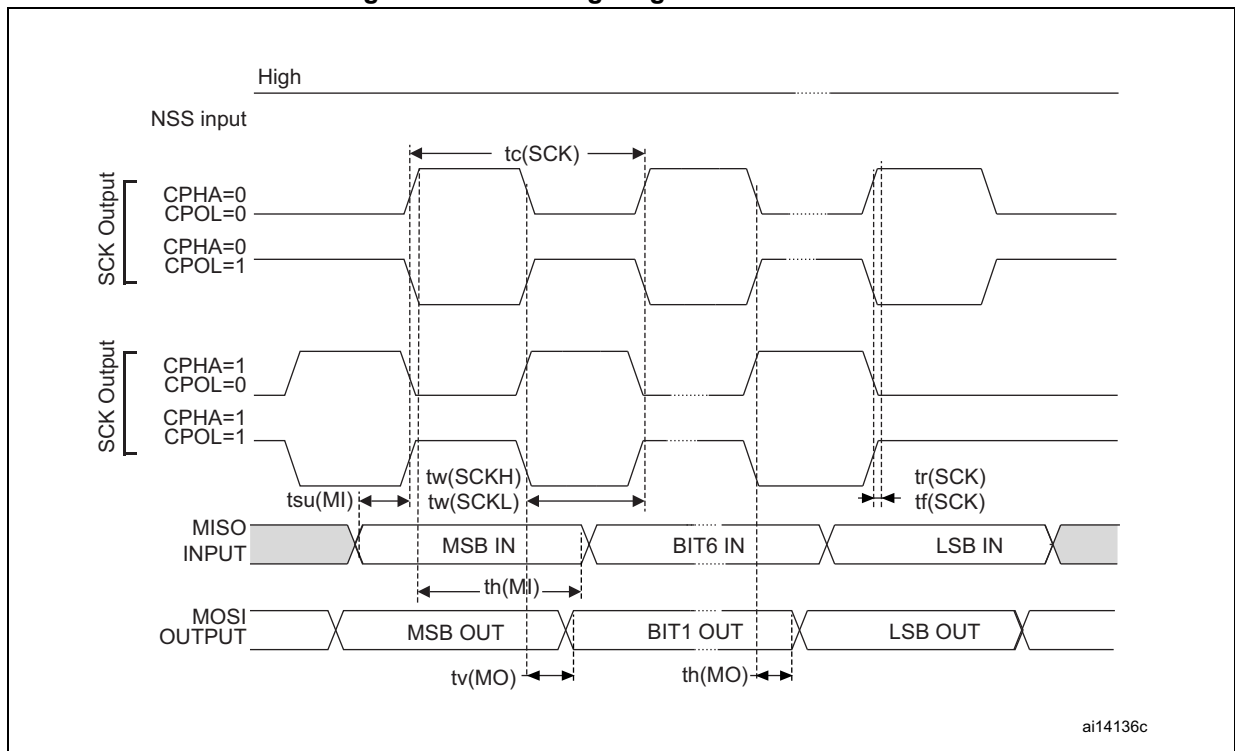 High
NSS input
tc(SCK)
SCK Output
CPHA=0
CPOL=0
CPHA=0
CPOL=1
SCK Output
CPHA=1
CPOL=0
CPHA=1
CPOL=1
tw(SCKH)
tw(SCKL)
tr(SCK)
tf(SCK)
tsu(MI)
MISO
INPUT
MSB IN
BIT6 IN
LSB IN
th(MI)
MOSI
OUTPUT
MSB OUT
BIT1 OUT
LSB OUT
tv(MO)
th(MO)
ai14136c